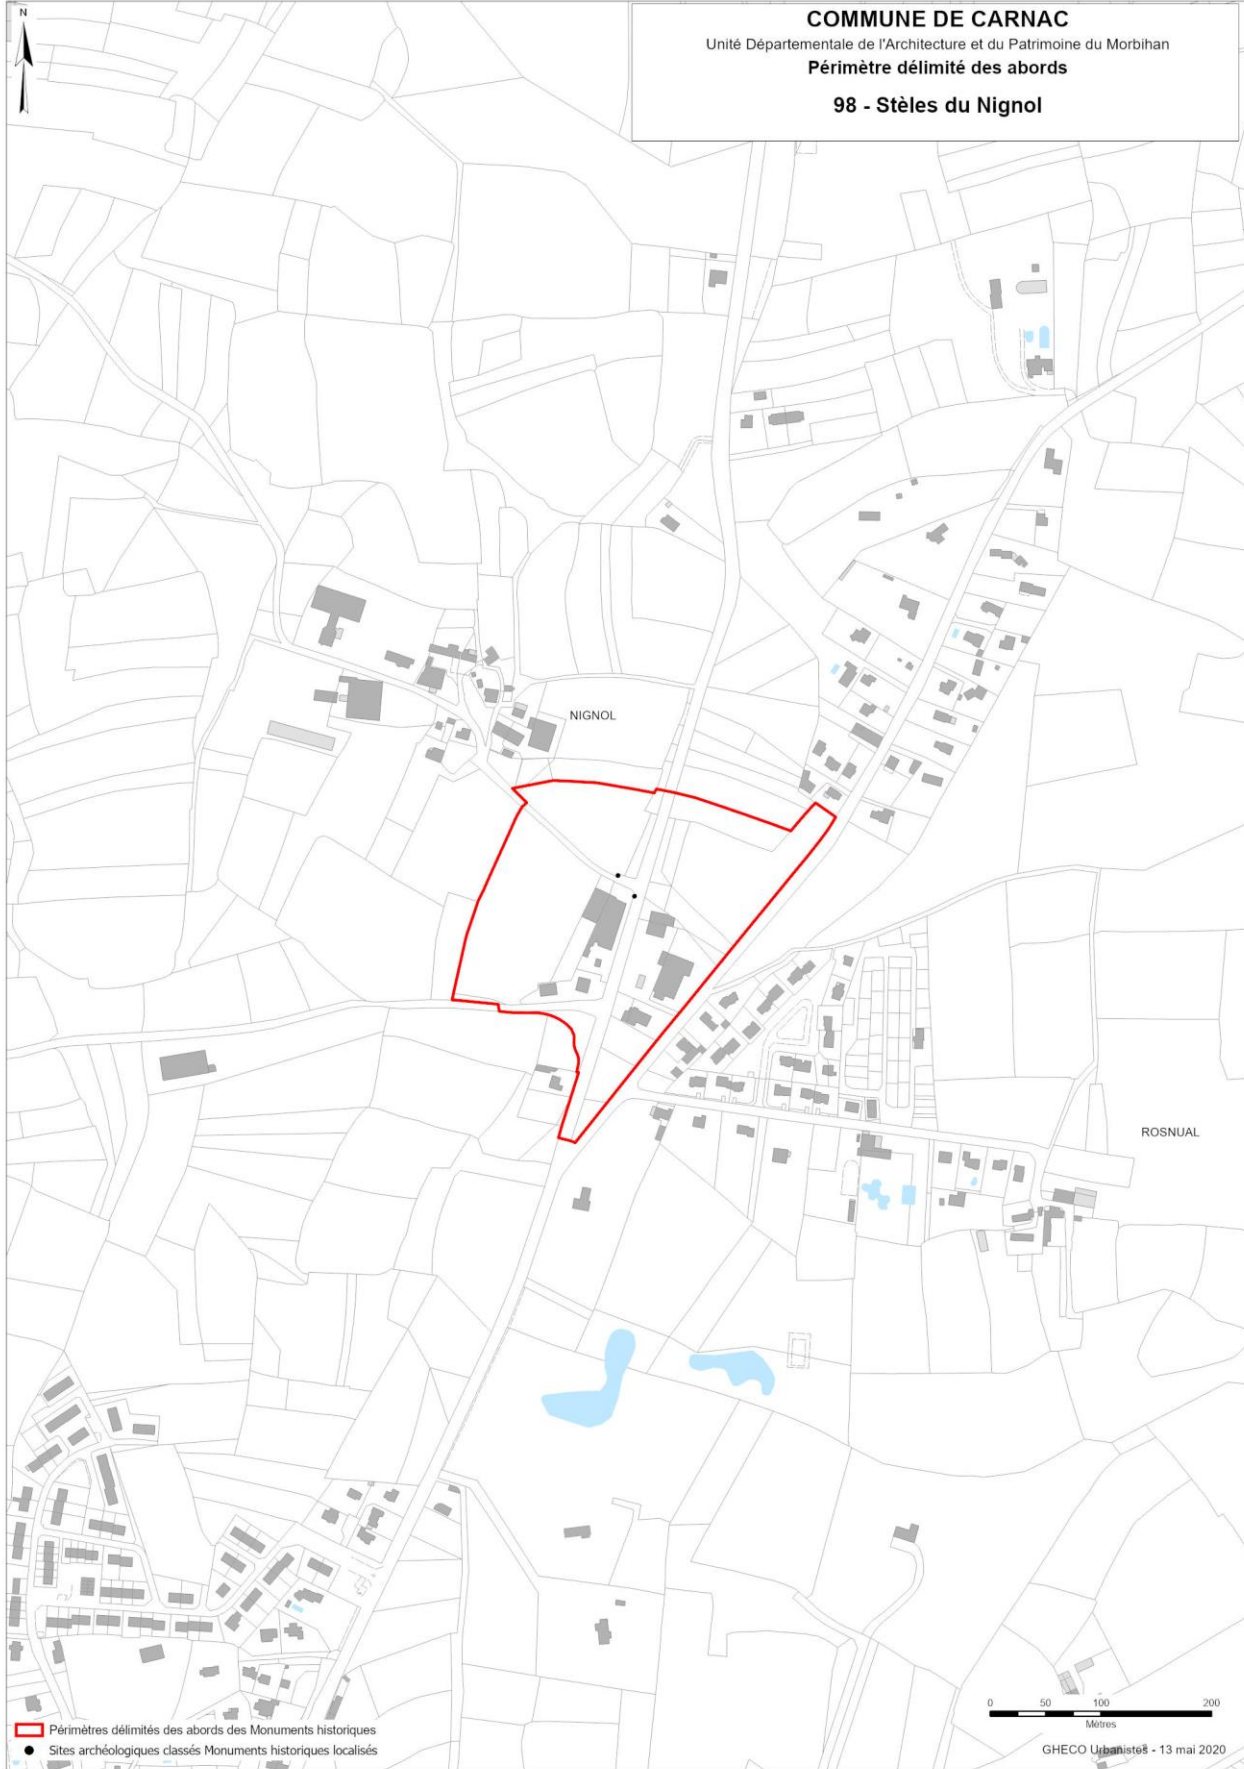 N
COMMUNE DE CARNAC
Unité Départementale de l'Architecture et du Patrimoine du Morbihan
Périmètre délimité des abords
98 - Stèles du Nignol
NIGNOL
ROSNUAL
0 50 100 200
Mètres
Périmètres délimités des abords des Monuments historiques
Sites archéologiques classés Monuments historiques localisés
GHECO Urbanistes - 13 mai 2020